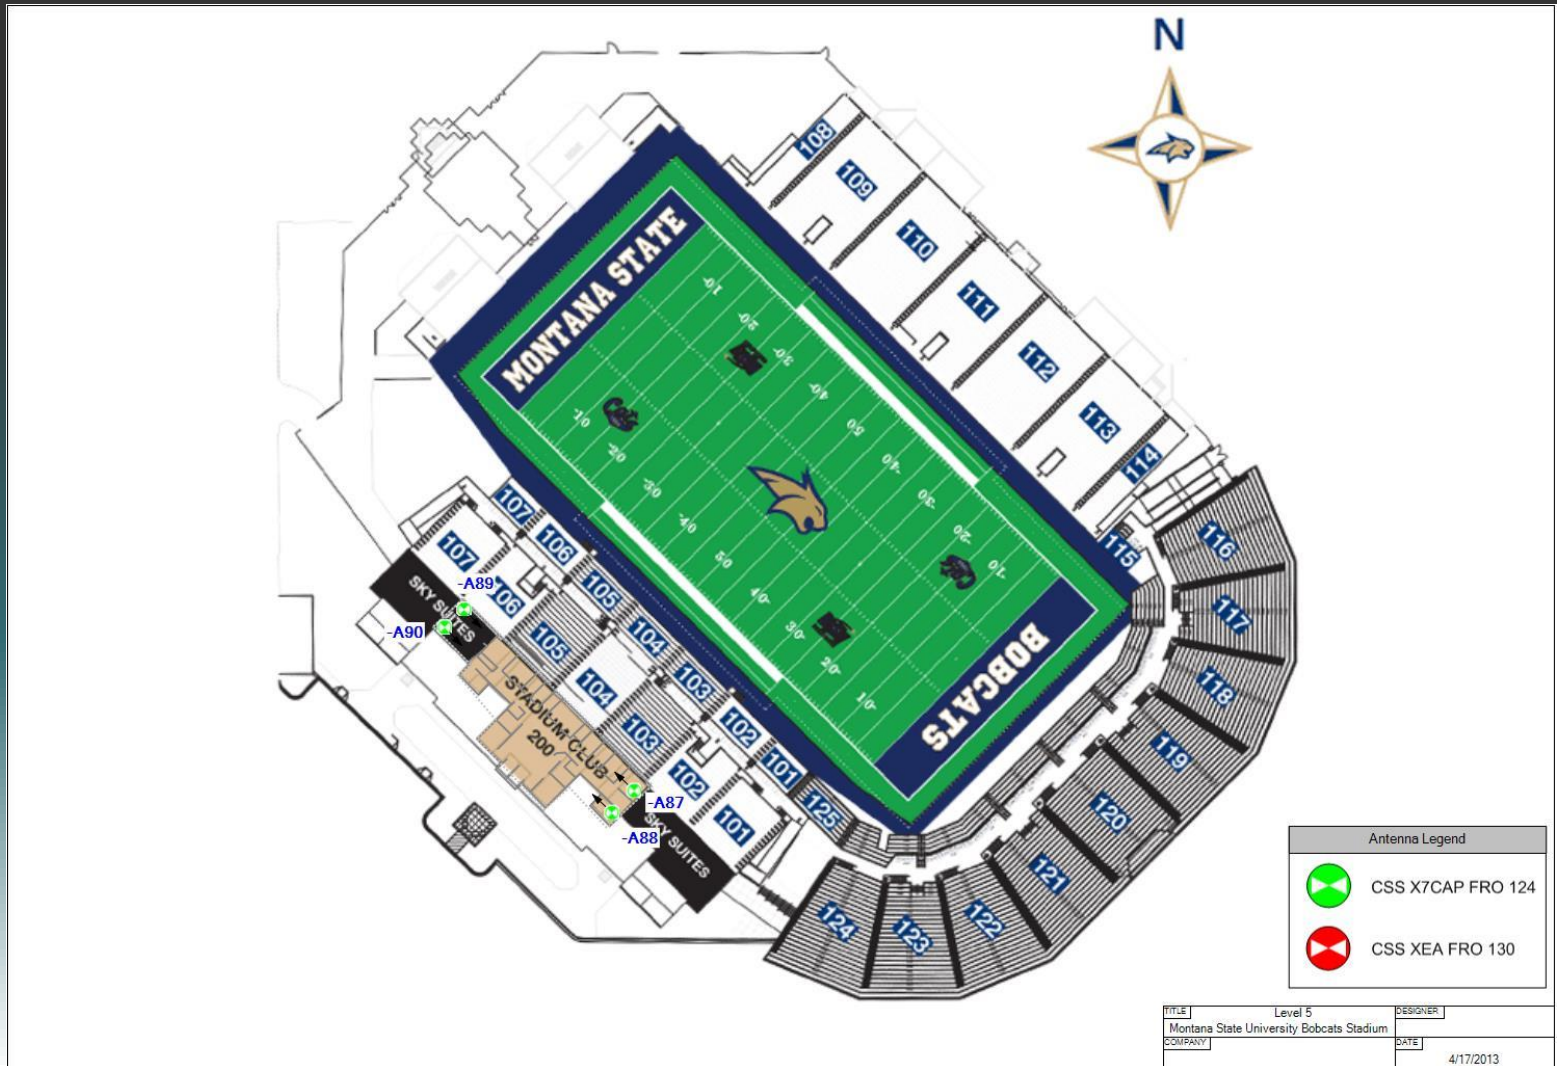 N
108
109
110
111
112
113
114
115
116
117
118
119
120
121
122
123
124
125
MONTANA STATE
BOBCATS
10
20
30
40
50
40
30
20
10
10
20
30
40
50
40
30
20
10
Cats
107
106
105
104
103
102
101
107
106
105
104
103
102
101
SKY SUITES
-A89
-A90
STADIUM CLUB
200
-A87
-A88
SKY SUITES
Antenna Legend
CSS X7CAP FRO 124
CSS XEA FRO 130
TITLE
Level 5
Montana State University Bobcats Stadium
DESIGNER
COMPANY
DATE
4/17/2013